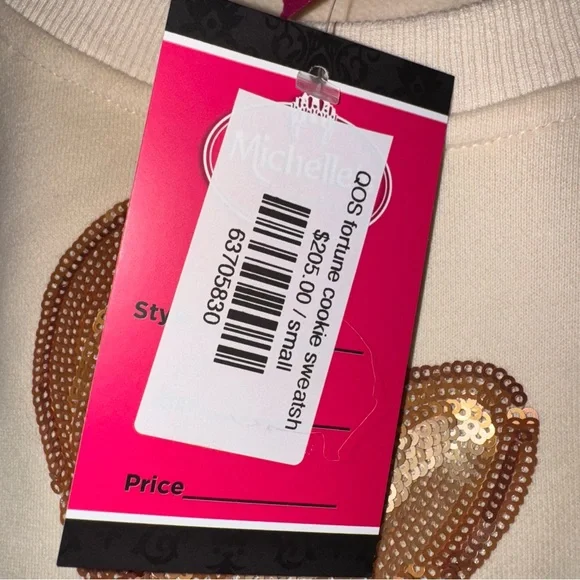 Michelle
QOS fortune cookie sweatsh
$205.00 / small
63705830
Sty
Price